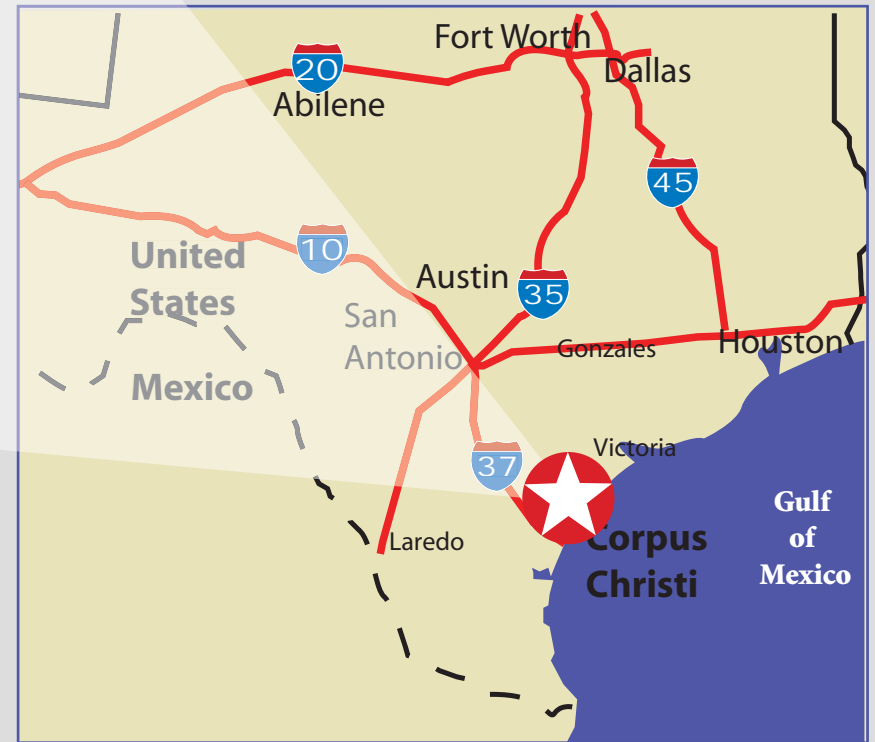 Fort Worth
Dallas
20
Abilene
45
United
States
10
Austin
35
San
Antonio
Gonzales
Houston
Mexico
37
Victoria
Gulf
of
Mexico
Laredo
Corpus
Christi